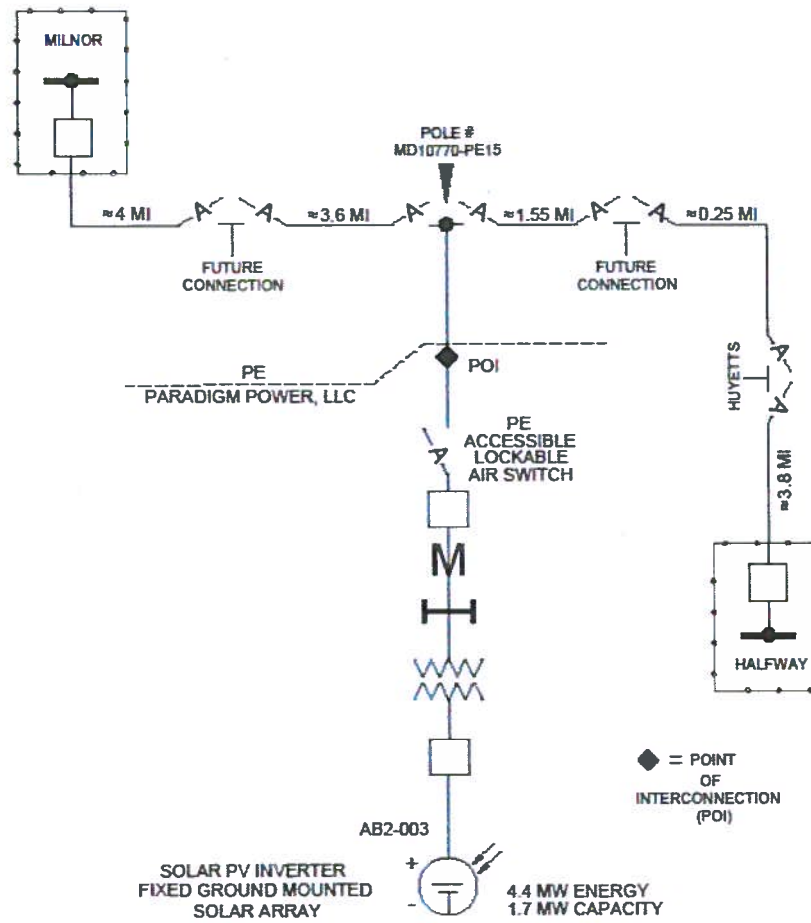 MILNOR
POLE #
MD10770-PE15
≈4 MI
A
A
≈3.6 MI
A
A
≈1.55 MI
A
A
≈0.25 MI
FUTURE
CONNECTION
FUTURE
CONNECTION
PE
PARADIGM POWER, LLC
POI
A
HUYETTS
A
A
PE
ACCESSIBLE
LOCKABLE
AIR SWITCH
≈3.8 MI
M
HALFWAY
◆ = POINT
OF
INTERCONNECTION
(POI)
AB2-003
+
-
SOLAR PV INVERTER
FIXED GROUND MOUNTED
SOLAR ARRAY
4.4 MW ENERGY
1.7 MW CAPACITY